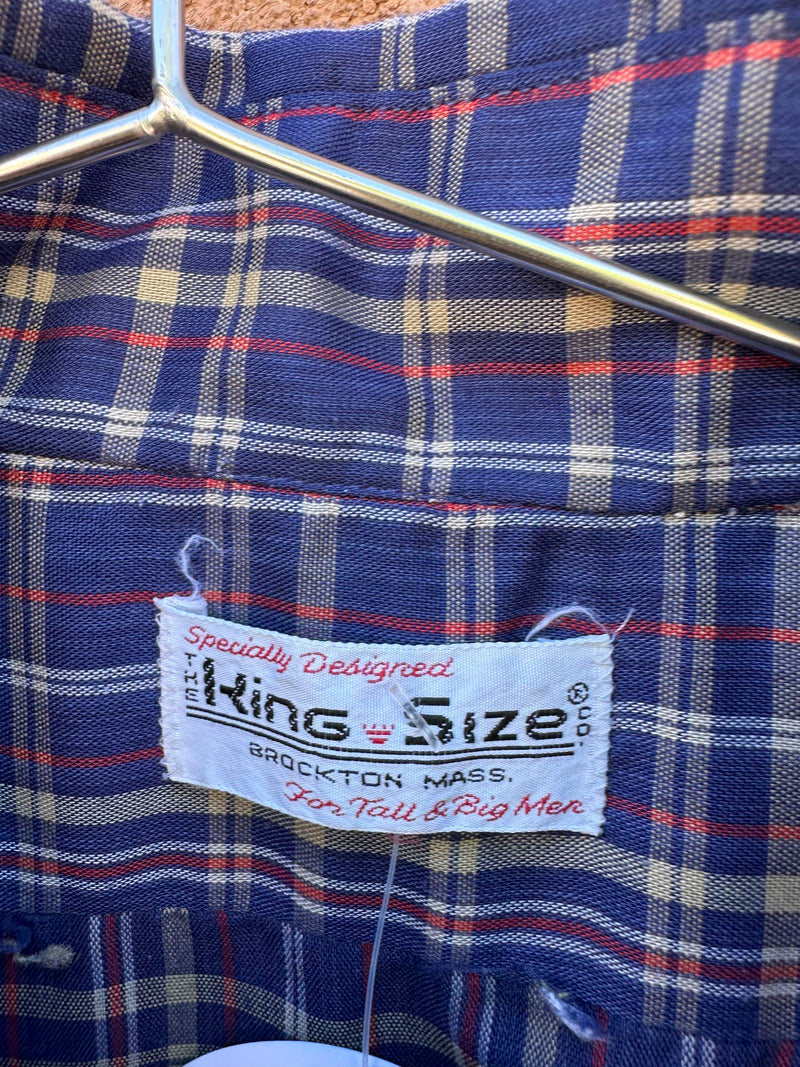 Specially Designed
THE King Size ® CO.
BROCKTON MASS.
For Tall & Big Men